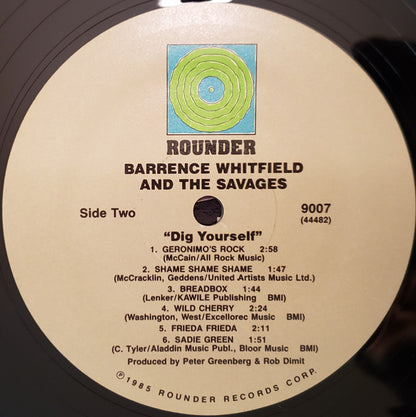 ROUNDER
BARRENCE WHITFIELD
AND THE SAVAGES
Side Two
9007
(44482)
"Dig Yourself"
1. GERONIMO'S ROCK 2:58
(McCain/All Rock Music)
2. SHAME SHAME SHAME 1:47
(McCracklin, Geddens/United Artists Music Ltd.)
3. BREADBOX 1:44
(Lenker/KAWILE Publishing BMI)
4. WILD CHERRY 2:24
(Washington, West/Excellorec Music BMI)
5. FRIEDA FRIEDA 2:11
6. SADIE GREEN 1:51
(C. Tyler/Aladdin Music Publ., Bloor Music BMI)
Produced by Peter Greenberg & Rob Dimit
℗1985 ROUNDER RECORDS CORP.